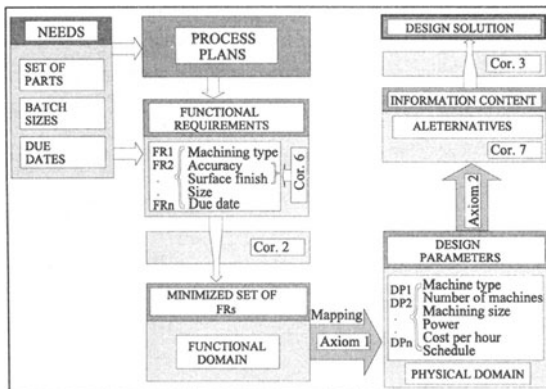 NEEDS
SET OF
PARTS
BATCH
SIZES
DUE
DATES
PROCESS
PLANS
FUNCTIONAL
REQUIREMENTS
FR1 Machining type
FR2 Accuracy
. Surface finish
. Size
FRn Due date
Cor. 6
Cor. 2
MINIMIZED SET OF
FRs
FUNCTIONAL
DOMAIN
Mapping
Axiom 1
DESIGN SOLUTION
Cor. 3
INFORMATION CONTENT
ALETERNATIVES
Cor. 7
Axiom 2
DESIGN
PARAMETERS
Machine type
DP1 Number of machines
DP2 Machining size
. Power
. Cost per hour
DPn Schedule
PHYSICAL DOMAIN